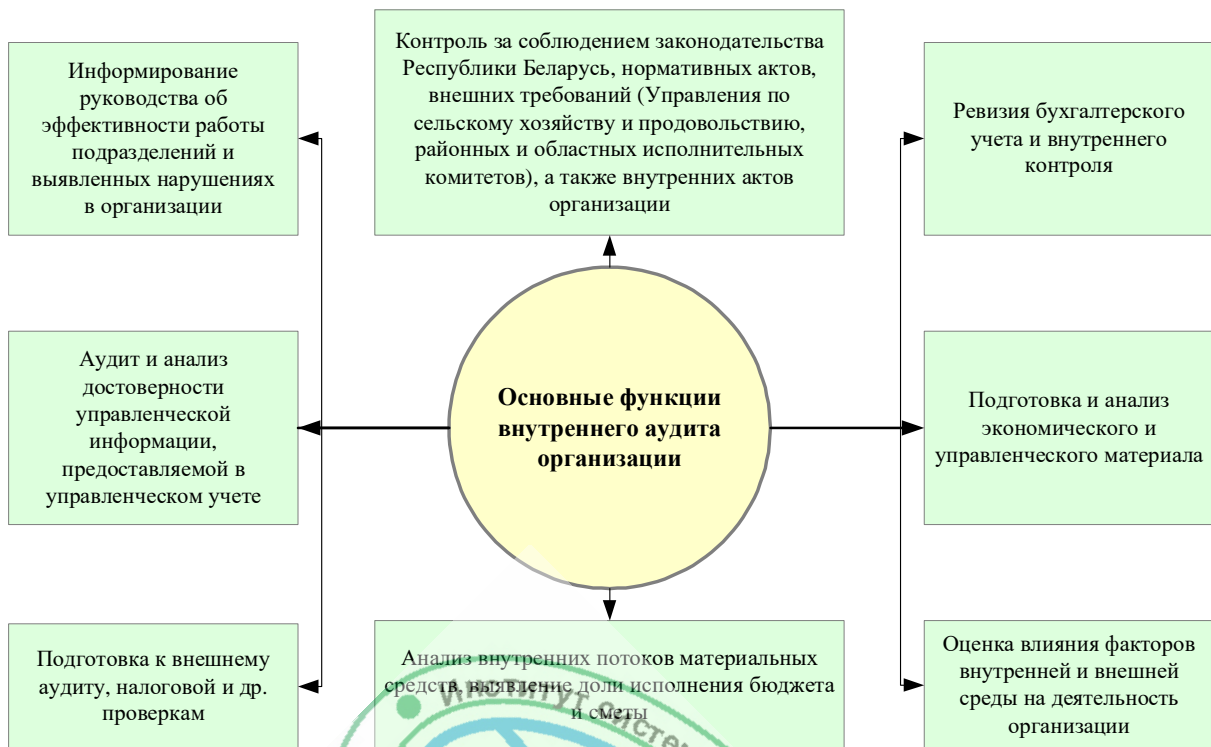 Информирование
руководства об
эффективности работы
подразделений и
выявленных нарушениях
в организации
Контроль за соблюдением законодательства
Республики Беларусь, нормативных актов,
внешних требований (Управления по
сельскому хозяйству и продовольствию,
районных и областных исполнительных
комитетов), а также внутренних актов
организации
Ревизия бухгалтерского
учета и внутреннего
контроля
Аудит и анализ
достоверности
управленческой
информации,
предоставляемой в
управленческом учете
Основные функции
внутреннего аудита
организации
Подготовка и анализ
экономического и
управленческого материала
Подготовка к внешнему
аудиту, налоговой и др.
проверкам
Анализ внутренних потоков материальных
средств, выявление доли исполнения бюджета
и сметы
Оценка влияния факторов
внутренней и внешней
среды на деятельность
организации
Институт